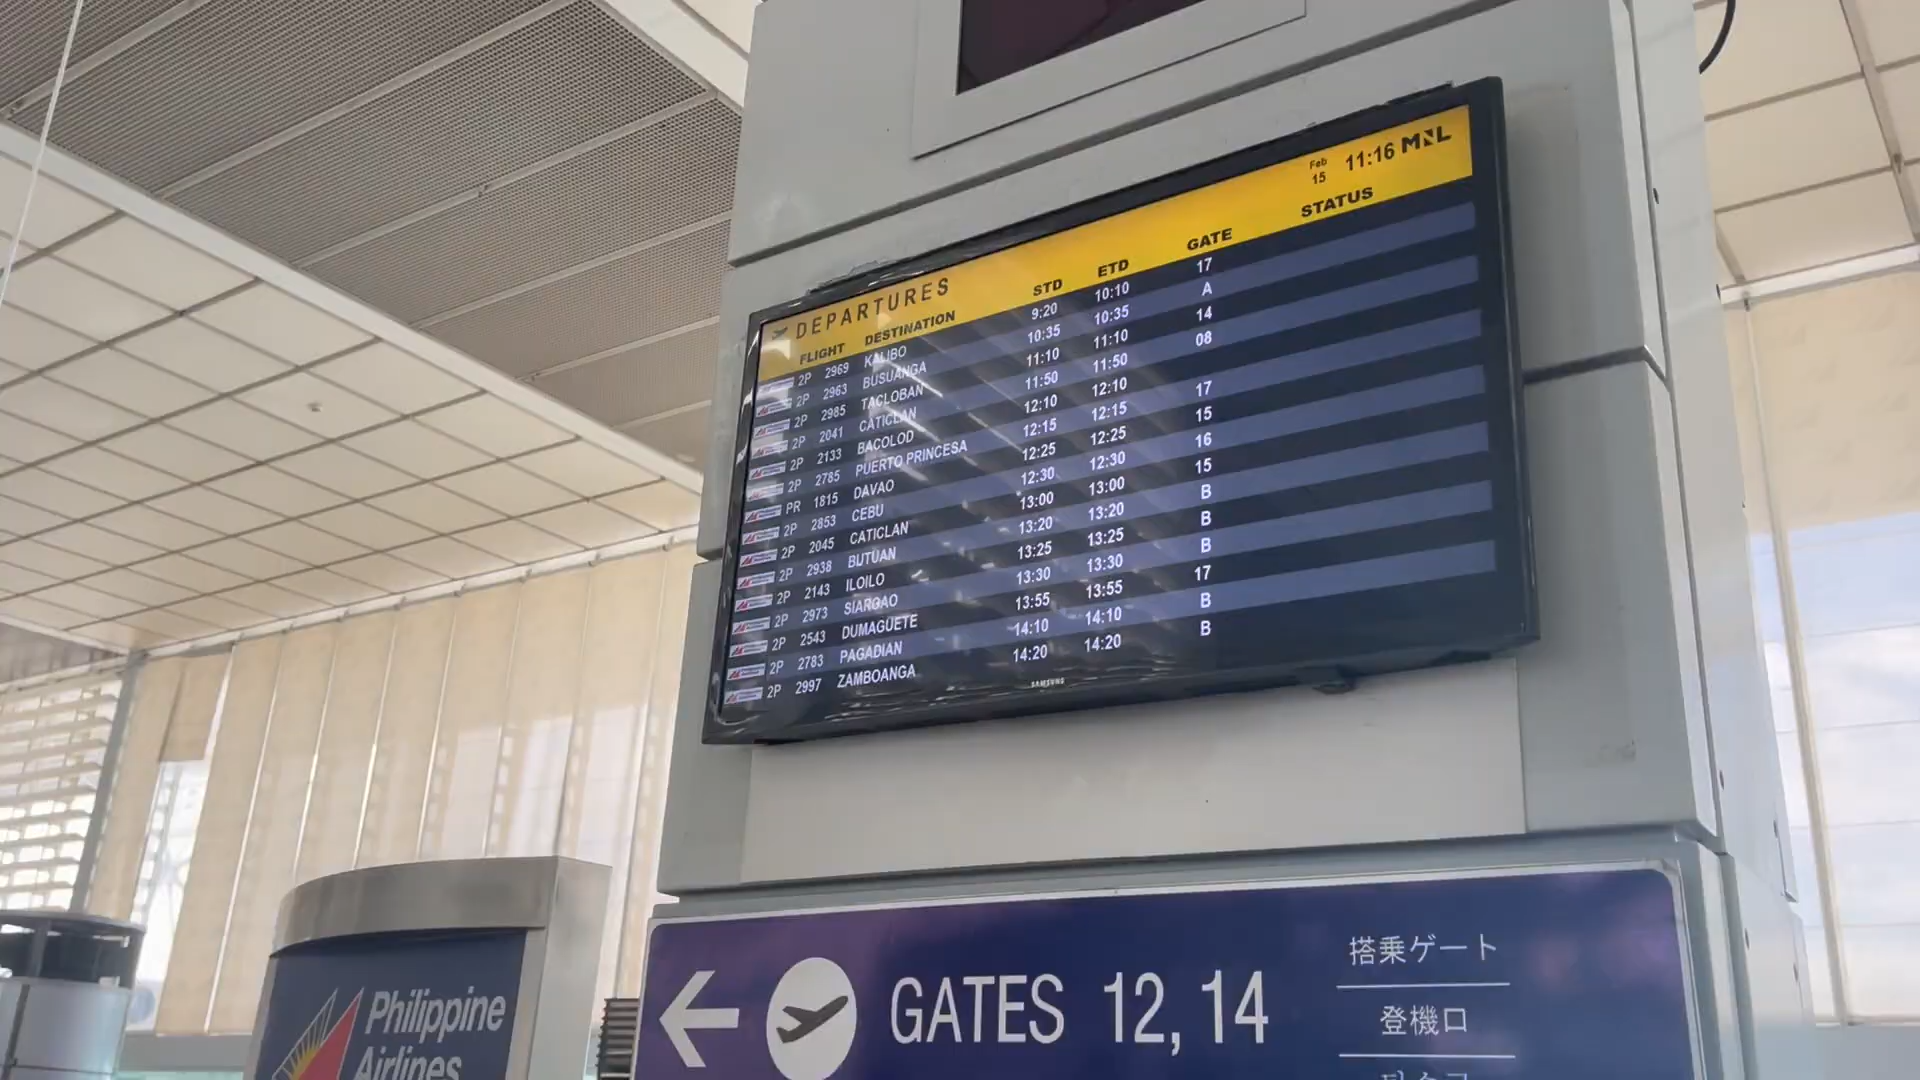 Feb 15 11:16 MNL
DEPARTURES
FLIGHT DESTINATION STD ETD GATE STATUS
2P 2969 KALIBO 9:20 10:10 17
2P 2963 BUSUANGA 10:35 10:35 A
2P 2985 TACLOBAN 11:10 11:10 14
2P 2041 CATICLAN 11:50 11:50 08
2P 2133 BACOLOD 12:10 12:10
2P 2785 PUERTO PRINCESA 12:15 12:15 17
PR 1815 DAVAO 12:25 12:25 15
2P 2853 CEBU 12:30 12:30 16
2P 2045 CATICLAN 13:00 13:00 15
2P 2938 BUTUAN 13:20 13:20 B
2P 2143 ILOILO 13:25 13:25 B
2P 2973 SIARGAO 13:30 13:30 B
2P 2543 DUMAGUETE 13:55 13:55 17
2P 2783 PAGADIAN 14:10 14:10 B
2P 2997 ZAMBOANGA 14:20 14:20 B
SAMSUNG
GATES 12, 14
搭乗ゲート
登機口
Philippine
Airlines